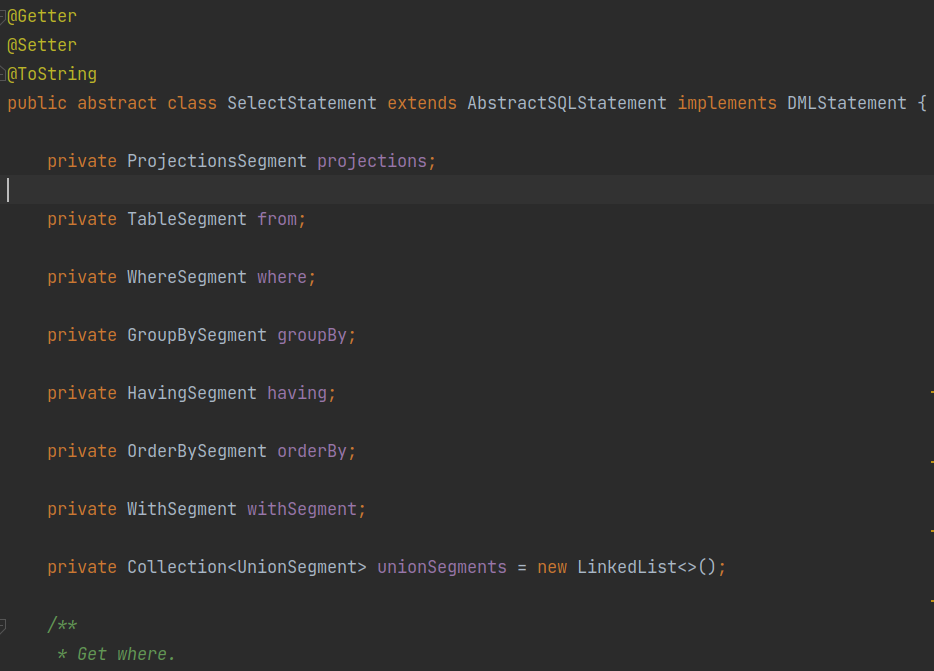 @Getter
@Setter
@ToString
public abstract class SelectStatement extends AbstractSQLStatement implements DMLStatement {
private ProjectionsSegment projections;
private TableSegment from;
private WhereSegment where;
private GroupBySegment groupBy;
private HavingSegment having;
private OrderBySegment orderBy;
private WithSegment withSegment;
private Collection<UnionSegment> unionSegments = new LinkedList<>();
/**
* Get where.